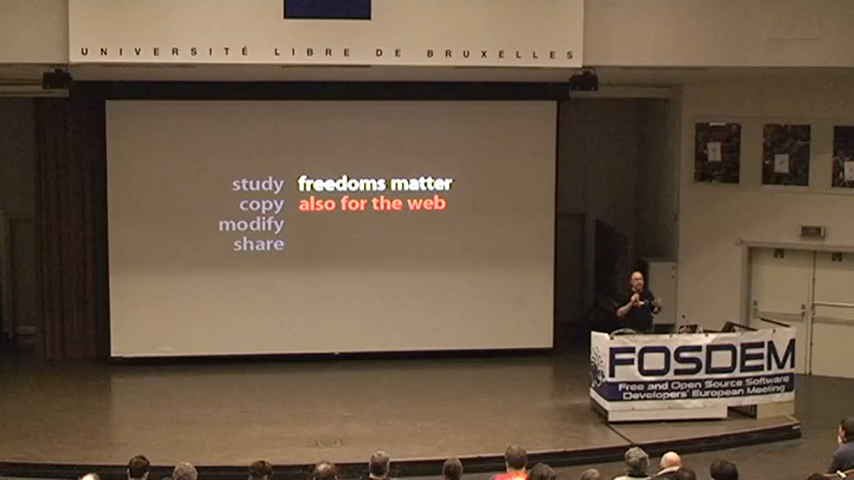 UNIVERSITÉ LIBRE DE BRUXELLES
study freedoms matter
copy also for the web
modify
share
FOSDEM
Free and Open Source Software
Developers' European Meeting